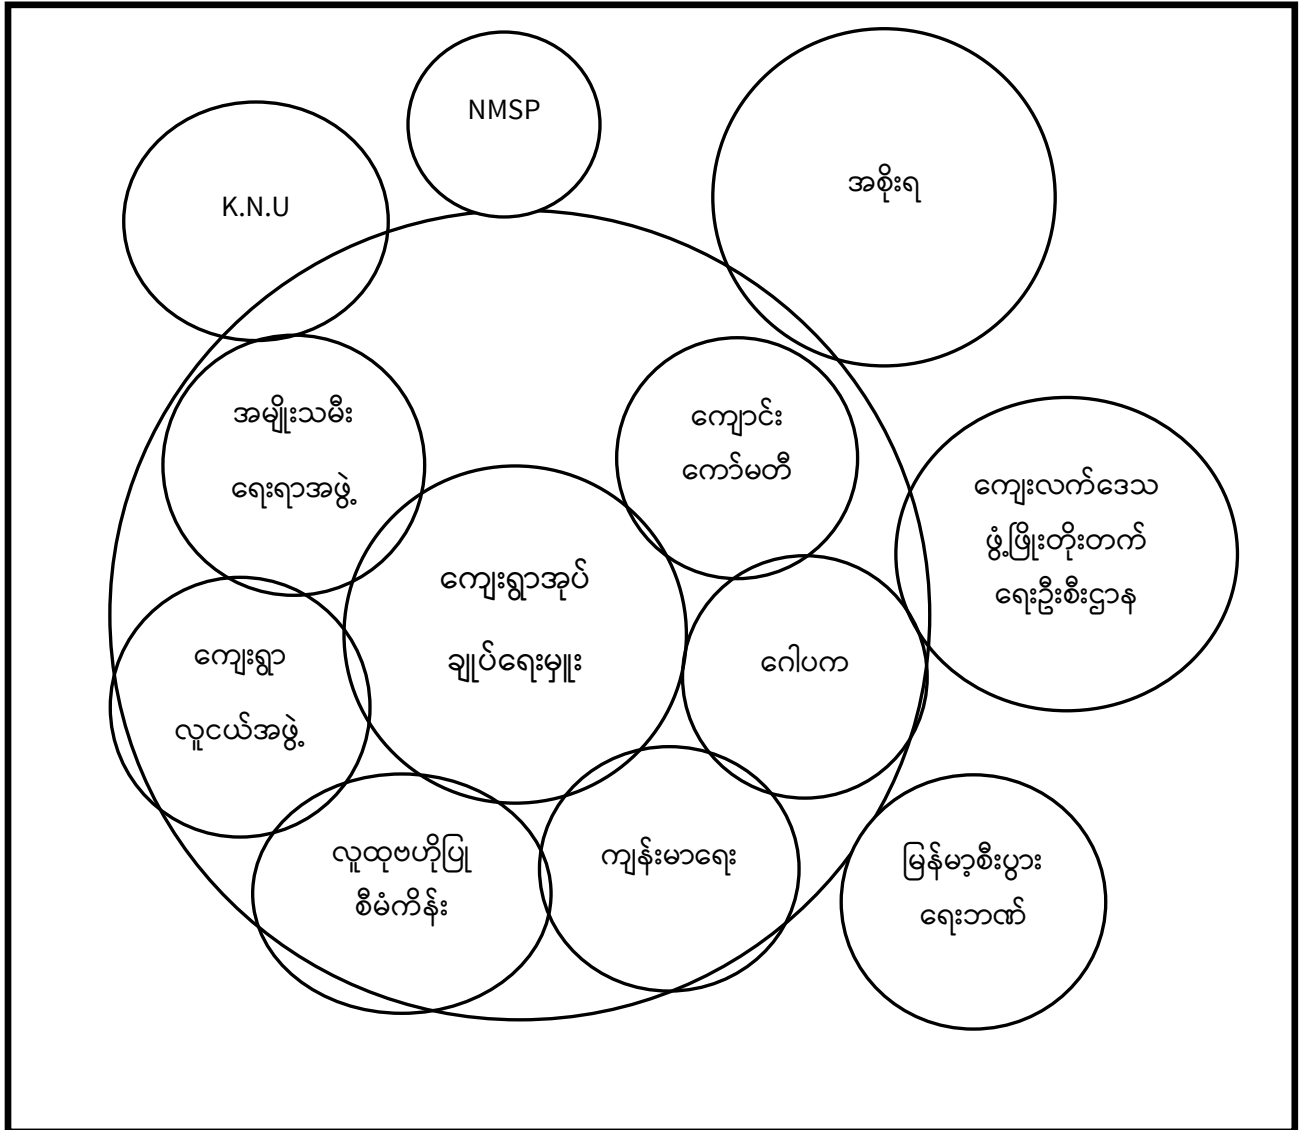 NMSP
K.N.U
အစိုးရ
အမျိုးသမီး
ရေးရာအဖွဲ့
ကျောင်း
ကော်မတီ
ကျေးလက်ဒေသ
ဖွံ့ဖြိုးတိုးတက်
ရေးဦးစီးဌာန
ကျေးရွာအုပ်
ချုပ်ရေးမှူး
ကျေးရွာ
လူငယ်အဖွဲ့
ဂေါပက
လူထုဗဟိုပြု
စီမံကိန်း
ကျန်းမာရေး
မြန်မာ့စီးပွား
ရေးဘဏ်